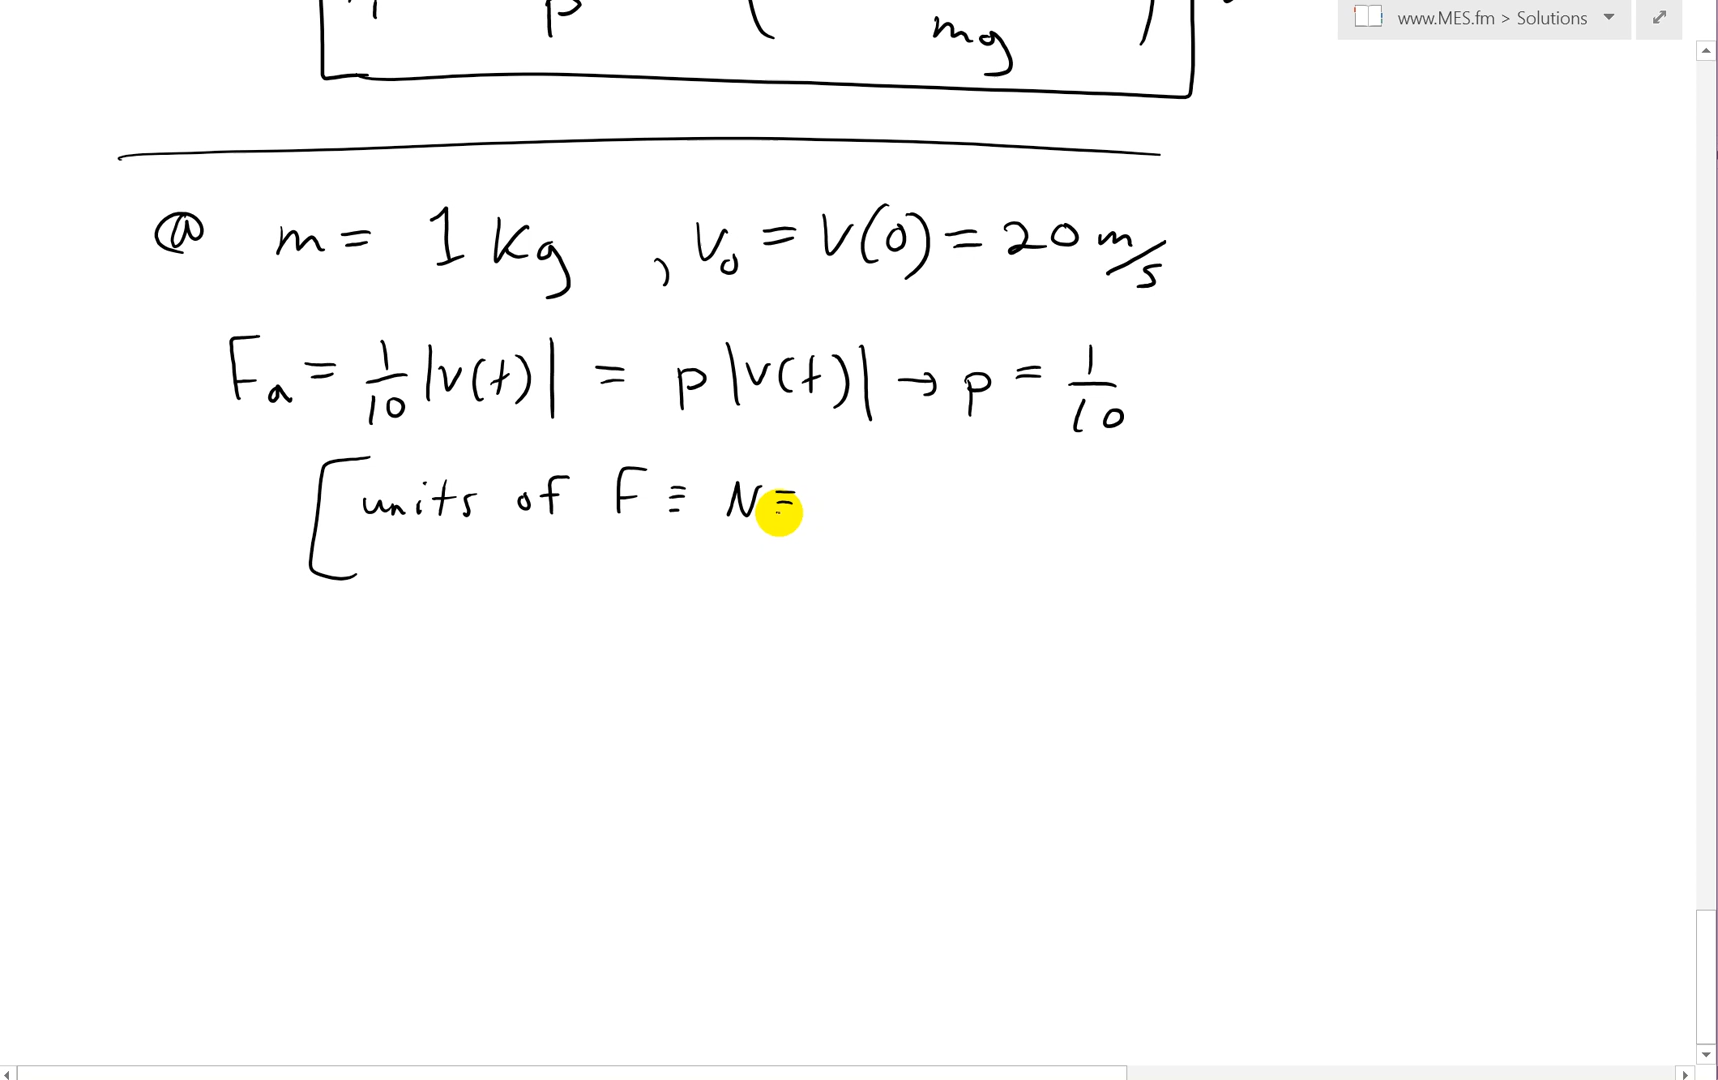 www.MES.fm > Solutions
p
mg
@ m = 1 Kg , V₀ = V(0) = 20 m/s
Fₐ = 1/10 |v(t)| = p |v(t)| → p = 1/10
units of F ≡ N =